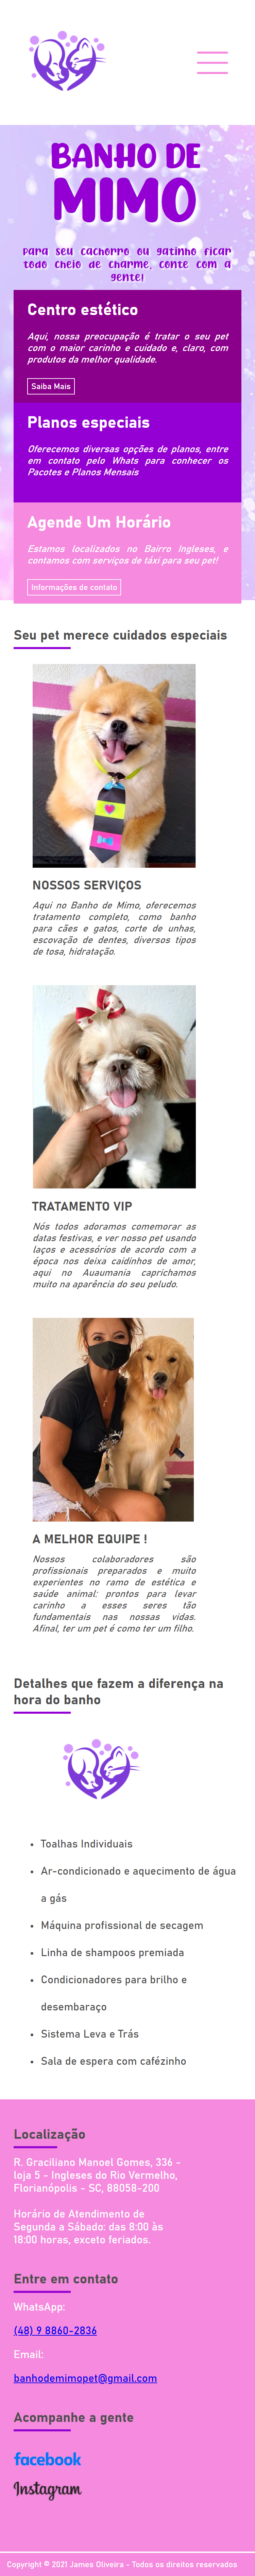 BANHO DE
MIMO
Para seu cachorro ou gatinho ficar
todo cheio de charme, conte com a
gente!
Centro estético
Aqui, nossa preocupação é tratar o seu pet
com o maior carinho e cuidado e, claro, com
produtos da melhor qualidade.
Saiba Mais
Planos especiais
Oferecemos diversas opções de planos, entre
em contato pelo Whats para conhecer os
Pacotes e Planos Mensais
Agende Um Horário
Estamos localizados no Bairro Ingleses, e
contamos com serviços de táxi para seu pet!
Informações de contato
Seu pet merece cuidados especiais
NOSSOS SERVIÇOS
Aqui no Banho de Mimo, oferecemos
tratamento completo, como banho
para cães e gatos, corte de unhas,
escovação de dentes, diversos tipos
de tosa, hidratação.
TRATAMENTO VIP
Nós todos adoramos comemorar as
datas festivas, e ver nosso pet usando
laços e acessórios de acordo com a
época nos deixa caidinhos de amor,
aqui no Auaumania caprichamos
muito na aparência do seu peludo.
A MELHOR EQUIPE !
Nossos colaboradores são
profissionais preparados e muito
experientes no ramo de estética e
saúde animal: prontos para levar
carinho a esses seres tão
fundamentais nas nossas vidas.
Afinal, ter um pet é como ter um filho.
Detalhes que fazem a diferença na
hora do banho
• Toalhas Individuais
• Ar-condicionado e aquecimento de água
a gás
• Máquina profissional de secagem
• Linha de shampoos premiada
• Condicionadores para brilho e
desembaraço
• Sistema Leva e Trás
• Sala de espera com cafézinho
Localização
R. Graciliano Manoel Gomes, 336 -
loja 5 - Ingleses do Rio Vermelho,
Florianópolis - SC, 88058-200
Horário de Atendimento de
Segunda a Sábado: das 8:00 às
18:00 horas, exceto feriados.
Entre em contato
WhatsApp:
(48) 9 8860-2836
Email:
banhodemimopet@gmail.com
Acompanhe a gente
facebook
Instagram
Copyright © 2021 James Oliveira - Todos os direitos reservados